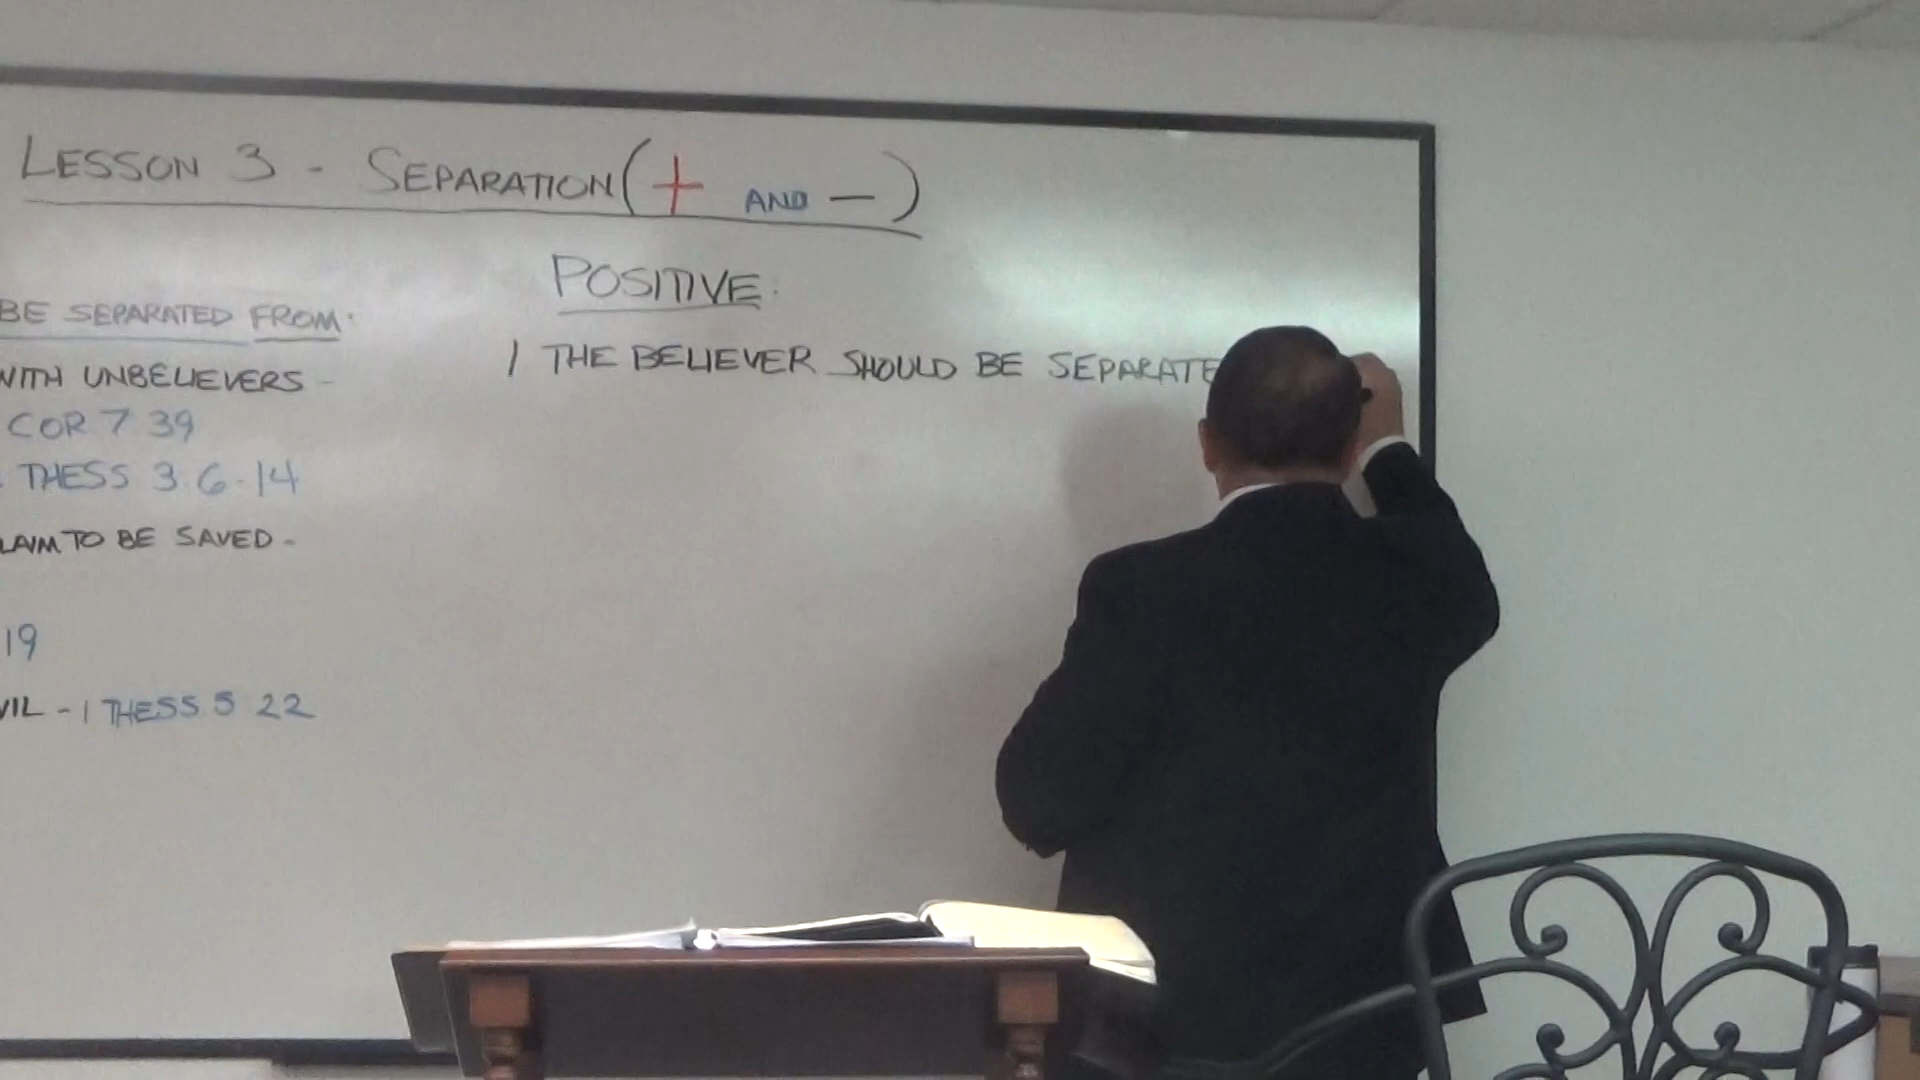 LESSON 3 - SEPARATION (+ AND -)
BE SEPARATED FROM:
WITH UNBELIEVERS -
COR 7:39
THESS 3:6-14
LAIM TO BE SAVED -
19
VIL - 1 THESS 5:22
POSITIVE:
1 THE BELIEVER SHOULD BE SEPARATE